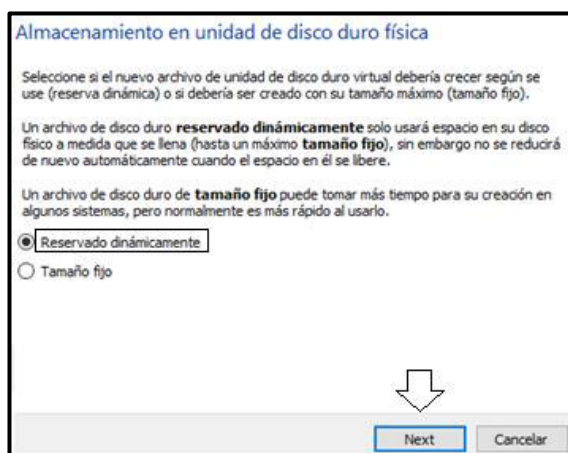 Almacenamiento en unidad de disco duro física
Seleccione si el nuevo archivo de unidad de disco duro virtual debería crecer según se
use (reserva dinámica) o si debería ser creado con su tamaño máximo (tamaño fijo).
Un archivo de disco duro reservado dinámicamente solo usará espacio en su disco
físico a medida que se llena (hasta un máximo tamaño fijo), sin embargo no se reducirá
de nuevo automáticamente cuando el espacio en él se libere.
Un archivo de disco duro de tamaño fijo puede tomar más tiempo para su creación en
algunos sistemas, pero normalmente es más rápido al usarlo.
Reservado dinámicamente
Tamaño fijo
Next Cancelar